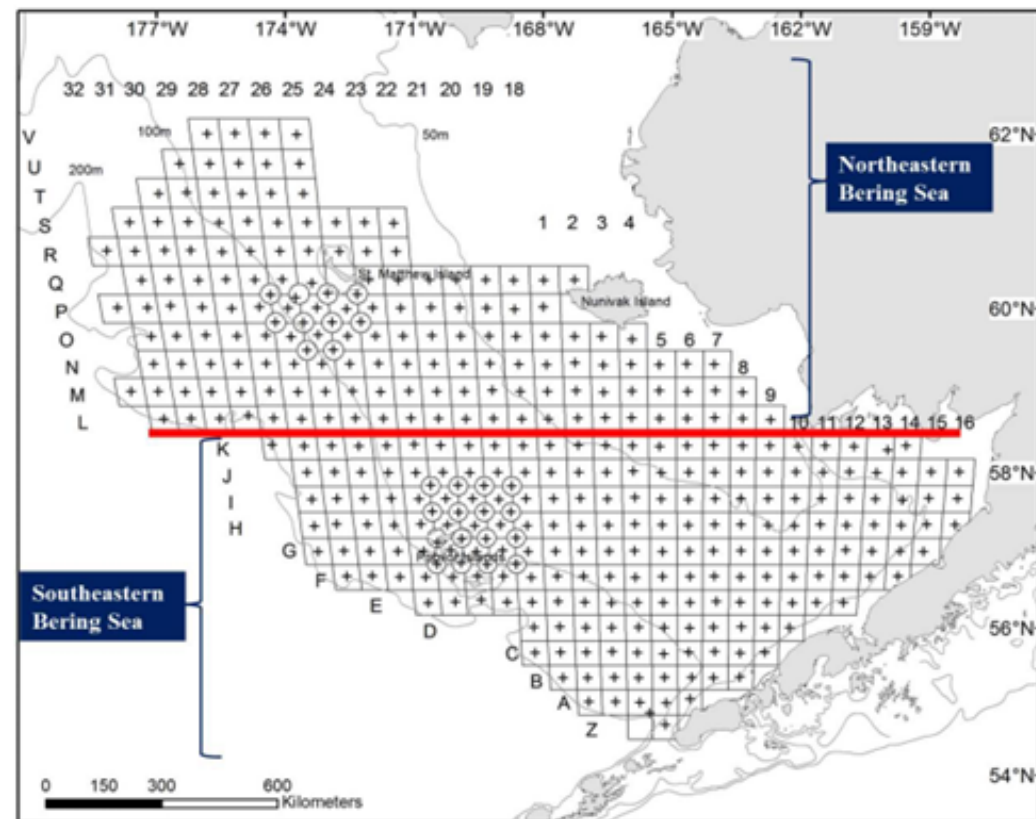 177°W 174°W 171°W 168°W 165°W 162°W 159°W
32 31 30 29 28 27 26 25 24 23 22 21 20 19 18
100m
50m
62°N
V
200m
U
Northeastern
Bering Sea
T
S
1 2 3 4
R
St. Matthew Island
Q
Nunivak Island
60°N
P
O
5 6 7
N
8
M
9
L
10 11 12 13 14 15 16
K
58°N
J
I
H
G
F
Southeastern
Bering Sea
E
D
56°N
C
B
A
Z
54°N
0 150 300 600
Kilometers